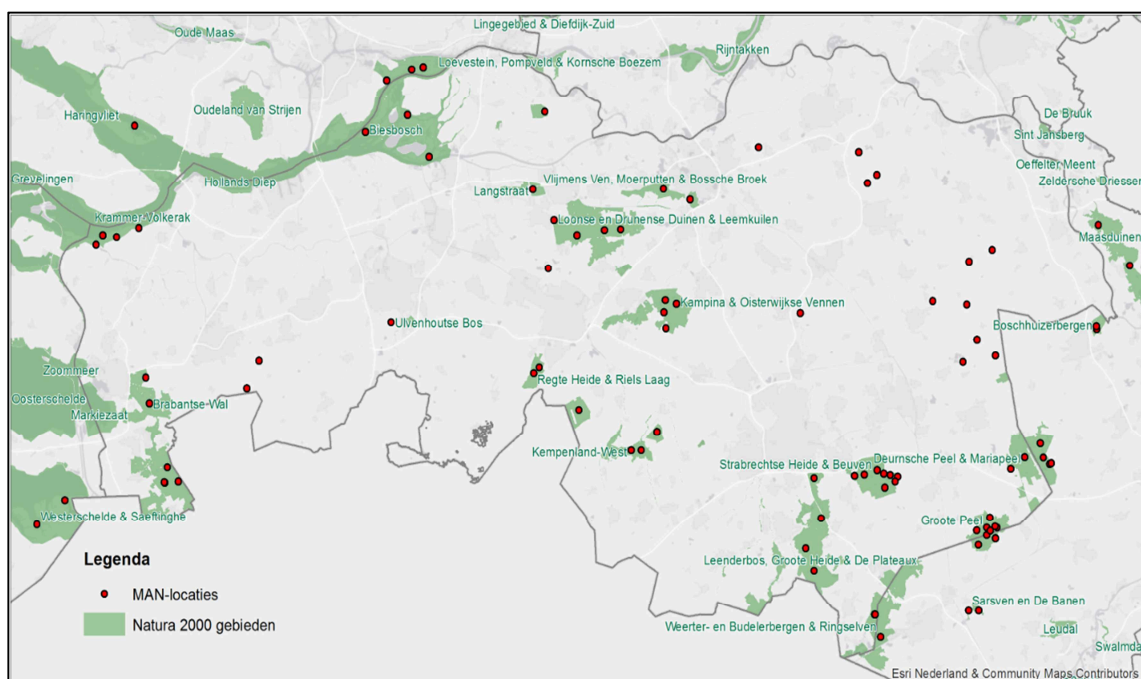 Lingegebied & Diefdijk-Zuid
Oude Maas
Rijntakken
Loevestein, Pompveld & Kornsche Boezem
Oudeland van Strijen
Haringvliet
Biesbosch
De Bruuk
Sint Jansberg
Oeffelter Meent
Zeldersche Driessen
Grevelingen
Hollands Diep
Vlijmens Ven, Moerputten & Bossche Broek
Langstraat
Krammer-Volkerak
Loonse en Drunense Duinen & Leemkuilen
Maasduinen
Kampina & Oisterwijkse Vennen
Ulvenhoutse Bos
Boschhuizerbergen
Zoommeer
Regte Heide & Riels Laag
Oosterschelde
Markiezaat
Brabantse Wal
Kempenland-West
Strabrechtse Heide & Beuven
Deurnsche Peel & Mariapeel
Westerschelde & Saeftinghe
Groote Peel
Leenderbos, Groote Heide & De Plateaux
Sarsven en De Banen
Weerter- en Budelerbergen & Ringselven
Leudal
Swalmda
Legenda
MAN-locaties
Natura 2000 gebieden
Esri Nederland & Community Maps Contributors